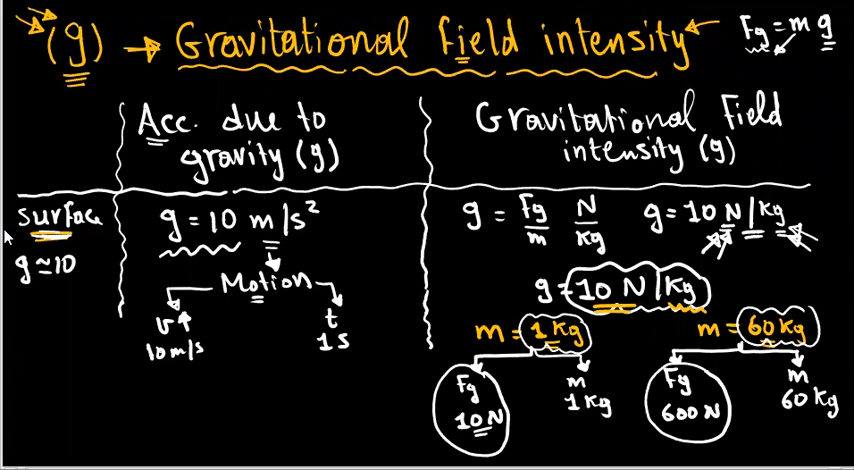 (g) → Gravitational Field intensity
Fg = m g
Acc. due to
gravity (g)
Gravitational Field
intensity (g)
surface
g ≃ 10
g = 10 m/s²
Motion
v↑
10 m/s
t
1 s
g = Fg/m N/Kg
g = 10 N/Kg
g = 10 N/Kg
m = 1 Kg
Fg
10 N
m
1 Kg
m = 60 Kg
Fg
600 N
m
60 Kg